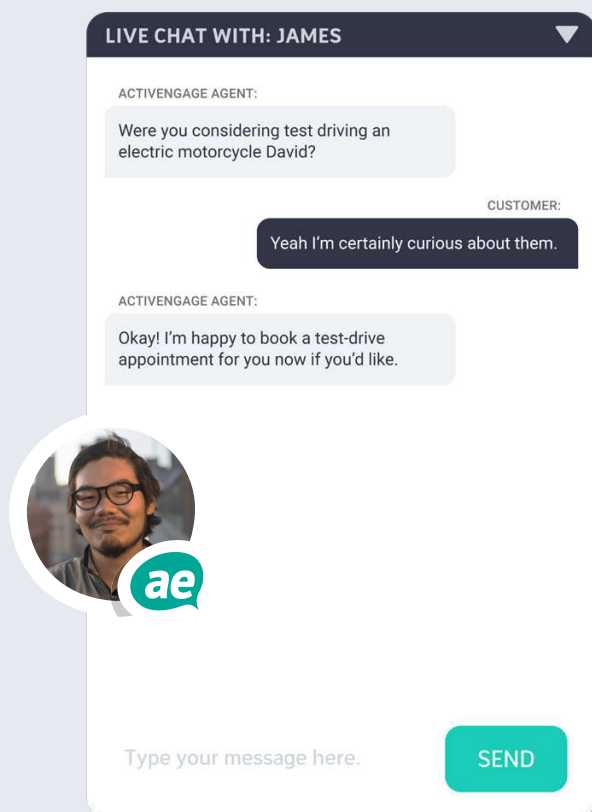 LIVE CHAT WITH: JAMES
ACTIVENGAGE AGENT:
Were you considering test driving an
electric motorcycle David?
CUSTOMER:
Yeah I'm certainly curious about them.
ACTIVENGAGE AGENT:
Okay! I'm happy to book a test-drive
appointment for you now if you'd like.
ae
Type your message here.
SEND